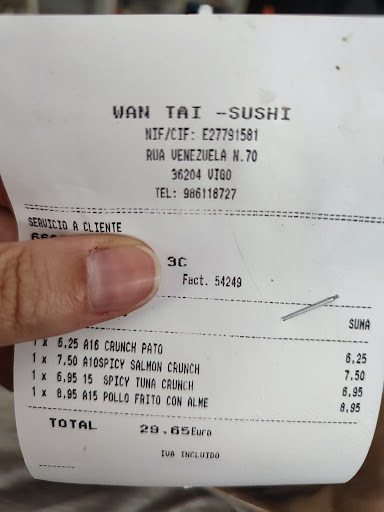 WAN TAI -SUSHI
NIF/CIF: E27791581
RUA VENEZUELA N.70
36204 VIGO
TEL: 986118727
SERVICIO A CLIENTE
3C
Fact. 54249
SUMA
1 x 6,25 A16 CRUNCH PATO 6,25
1 x 7,50 A10SPICY SALMON CRUNCH 7,50
1 x 6,95 15 SPICY TUNA CRUNCH 6,95
1 x 8,95 A15 POLLO FRITO CON ALME 8,95
TOTAL 29.65Euro
IVA INCLUIDO